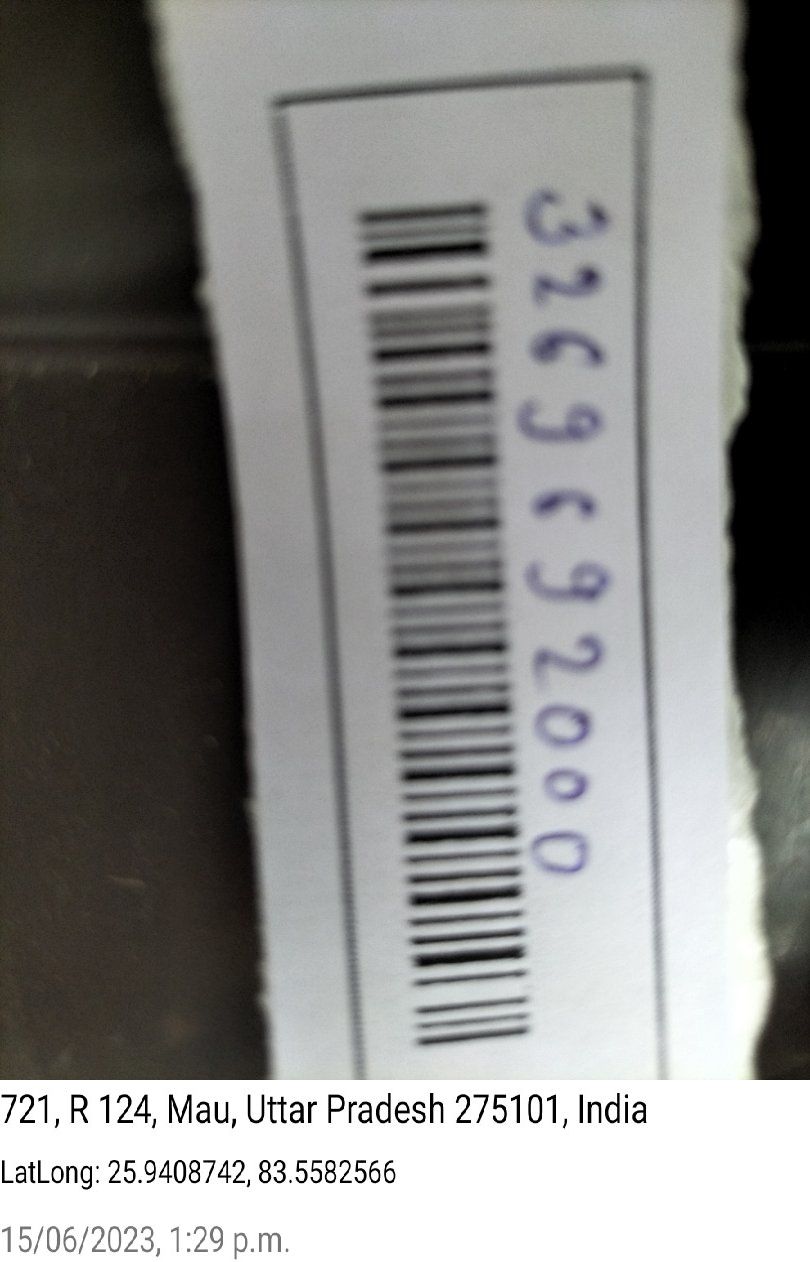 3269692000
721, R 124, Mau, Uttar Pradesh 275101, India
LatLong: 25.9408742, 83.5582566
15/06/2023, 1:29 p.m.